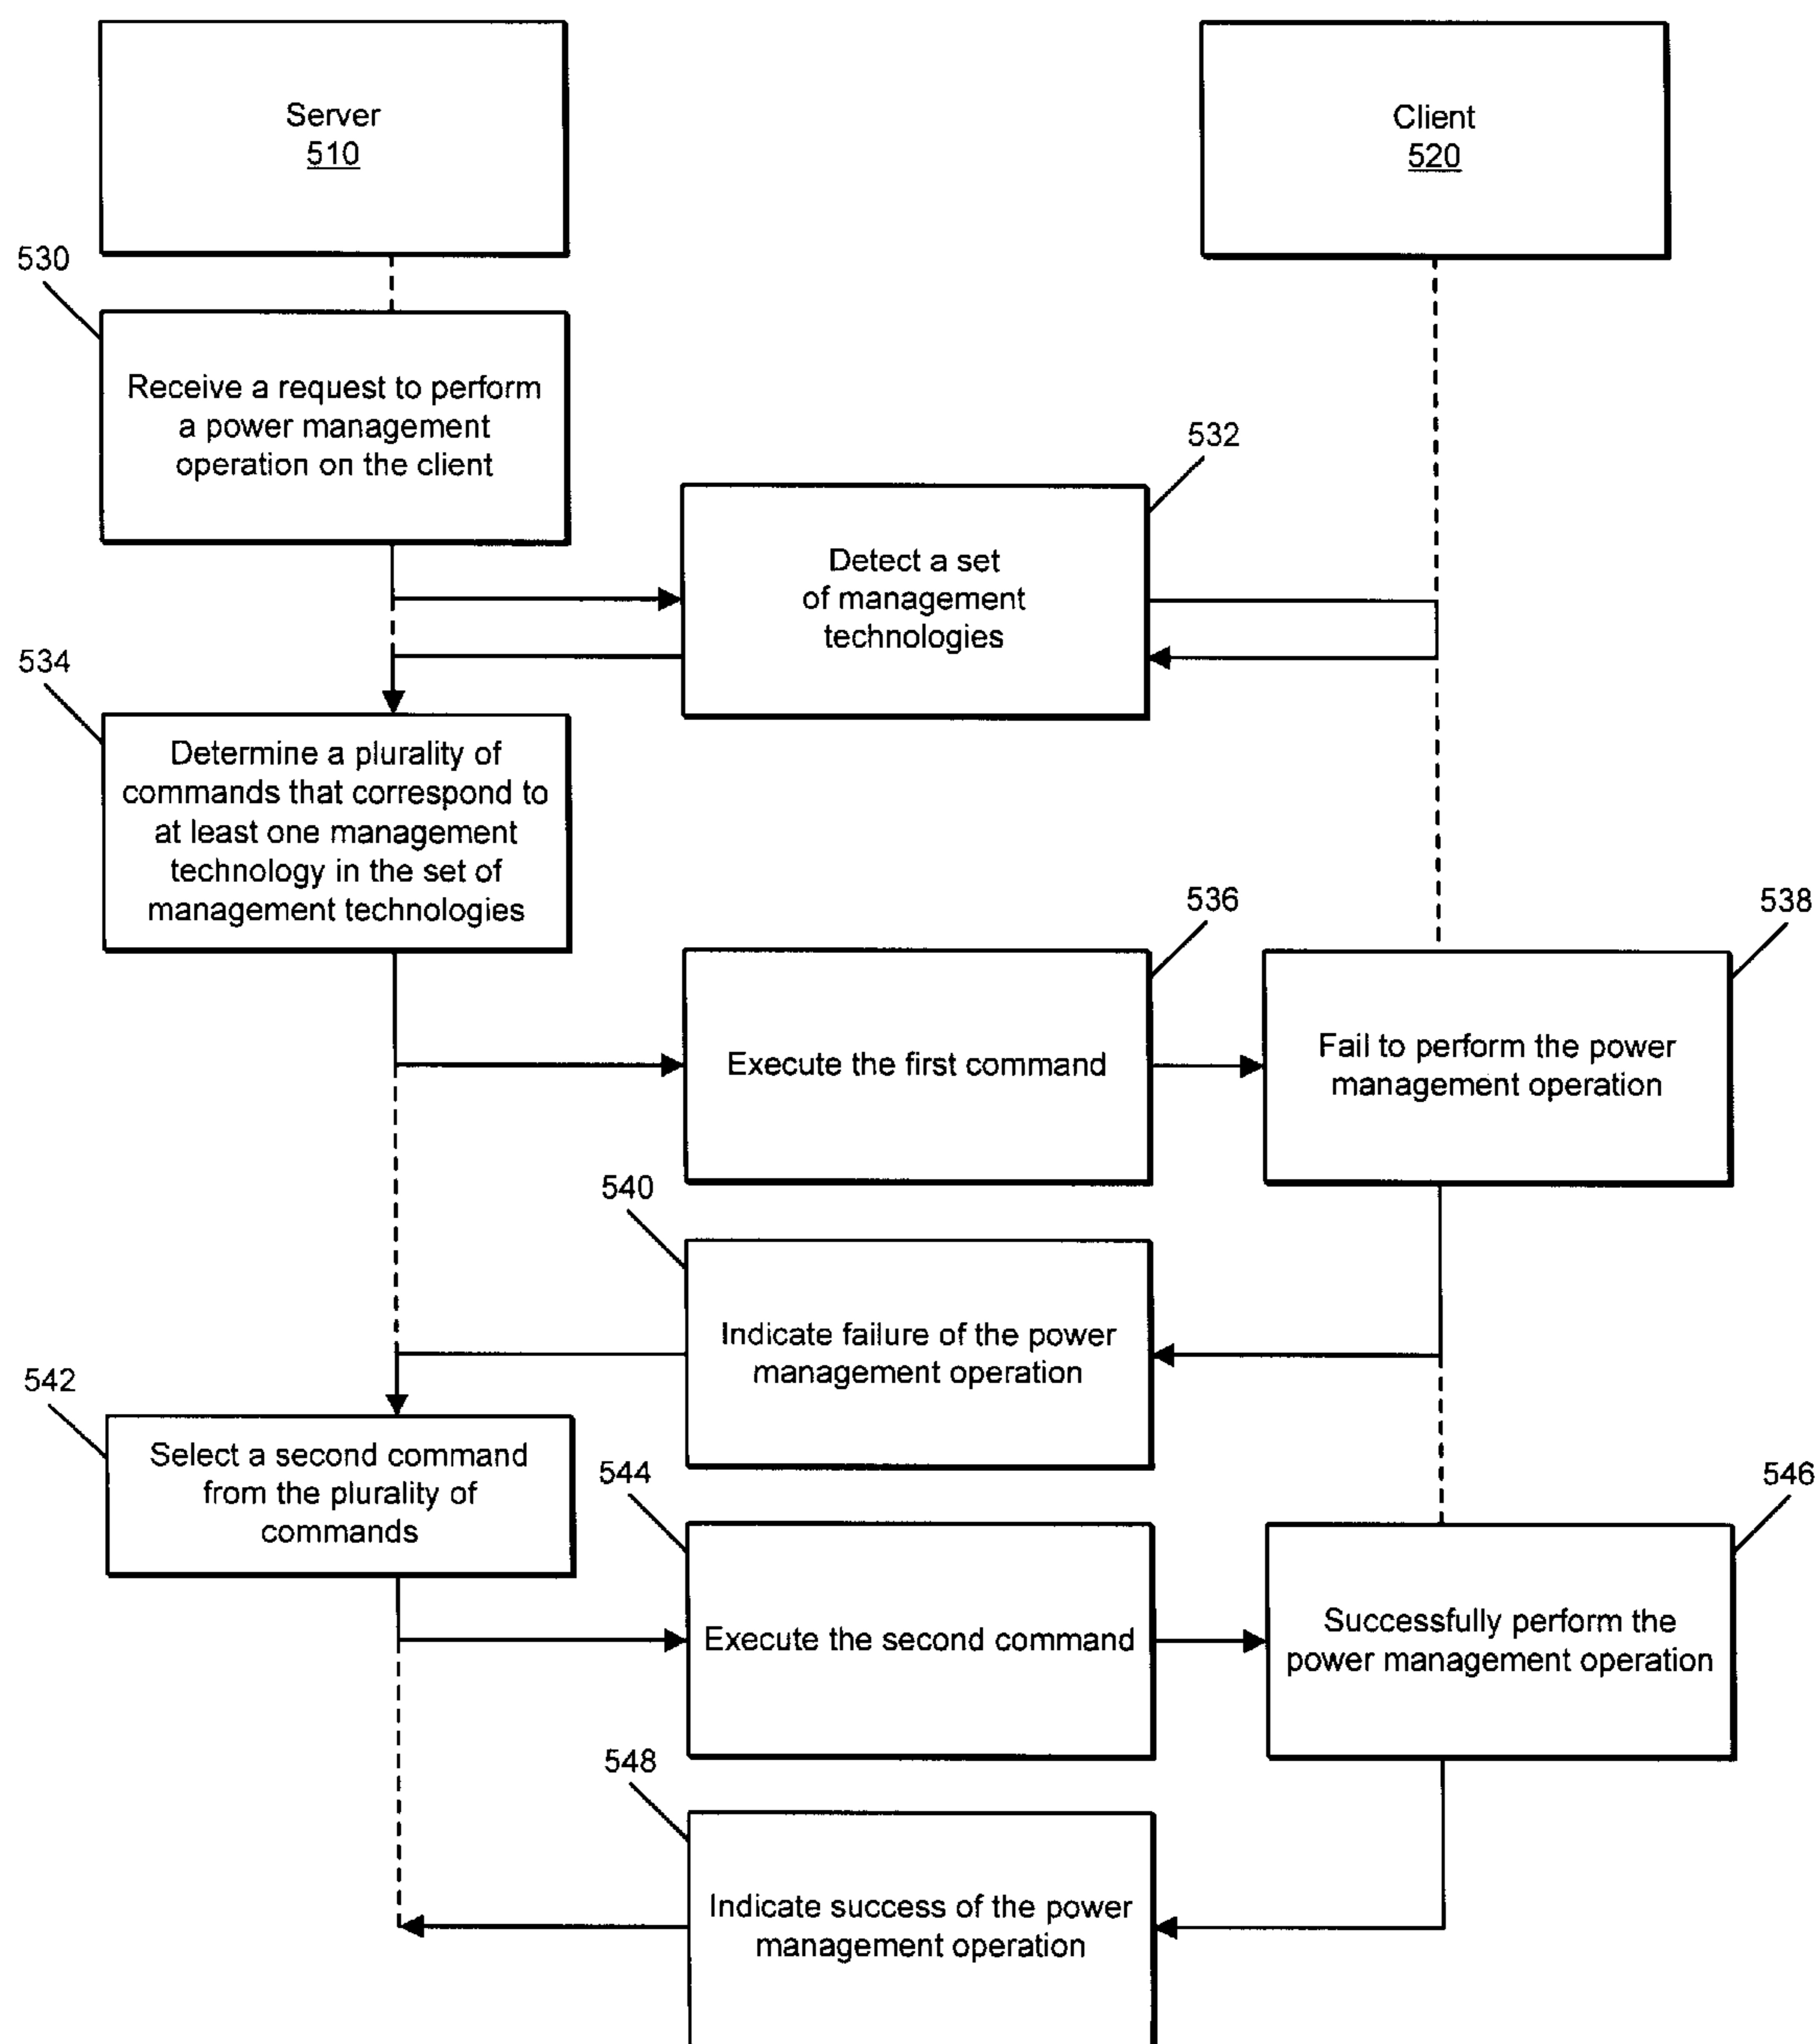 Server
510
Client
520
530
Receive a request to perform
a power management
operation on the client
532
Detect a set
of management
technologies
534
Determine a plurality of
commands that correspond to
at least one management
technology in the set of
management technologies
536
Execute the first command
538
Fail to perform the power
management operation
540
Indicate failure of the power
management operation
542
Select a second command
from the plurality of
commands
544
Execute the second command
546
Successfully perform the
power management operation
548
Indicate success of the power
management operation